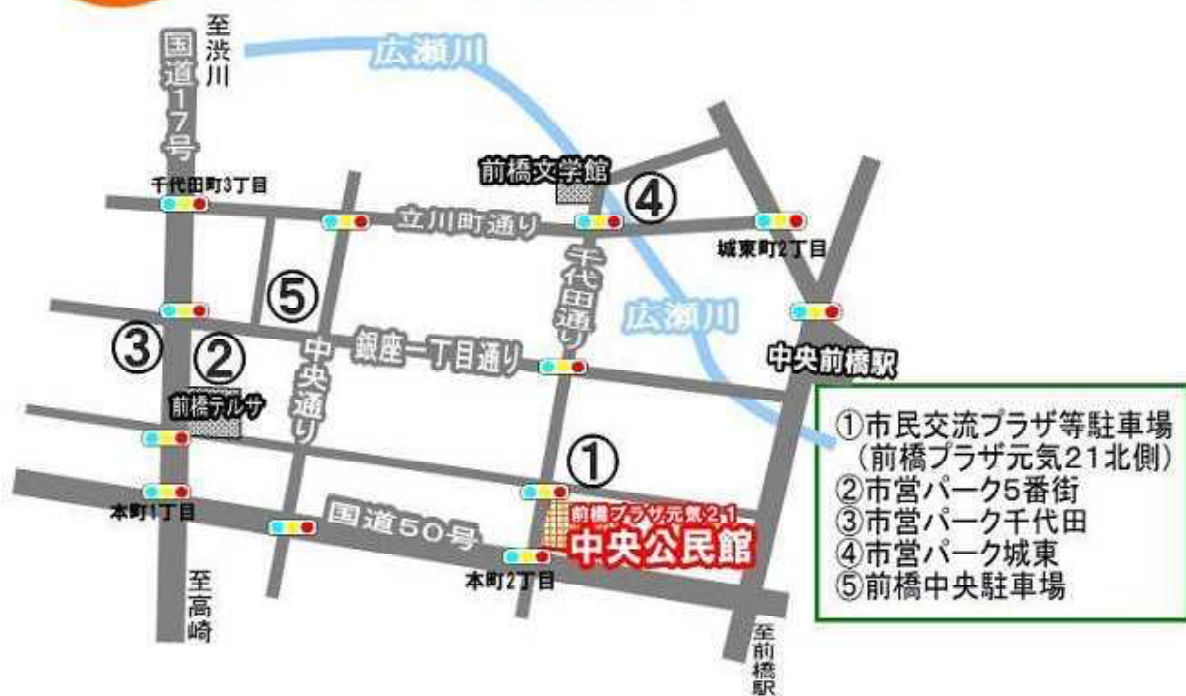 至渋川
国道17号
広瀬川
前橋文学館
千代田町3丁目
④
立川町通り
城東町2丁目
千代田通り
⑤
広瀬川
③
②
銀座一丁目通り
中央前橋駅
中央通り
前橋テルサ
①
①市民交流プラザ等駐車場
(前橋プラザ元気21北側)
②市営パーク5番街
③市営パーク千代田
④市営パーク城東
⑤前橋中央駐車場
本町1丁目
国道50号
前橋プラザ元気21
中央公民館
本町2丁目
至高崎
至前橋駅